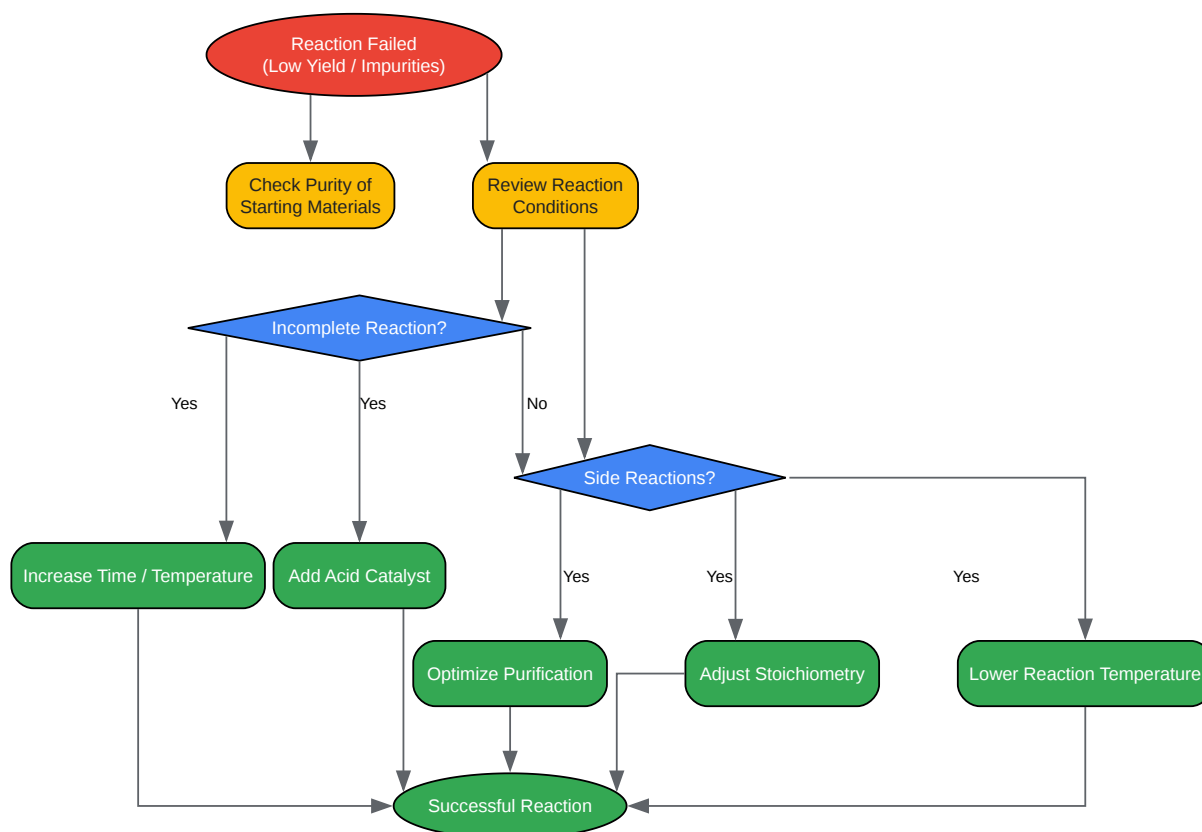 Reaction Failed
(Low Yield / Impurities)
Check Purity of
Starting Materials
Review Reaction
Conditions
Incomplete Reaction?
Yes
Yes
No
Side Reactions?
Increase Time / Temperature
Add Acid Catalyst
Yes
Yes
Yes
Optimize Purification
Adjust Stoichiometry
Lower Reaction Temperature
Successful Reaction